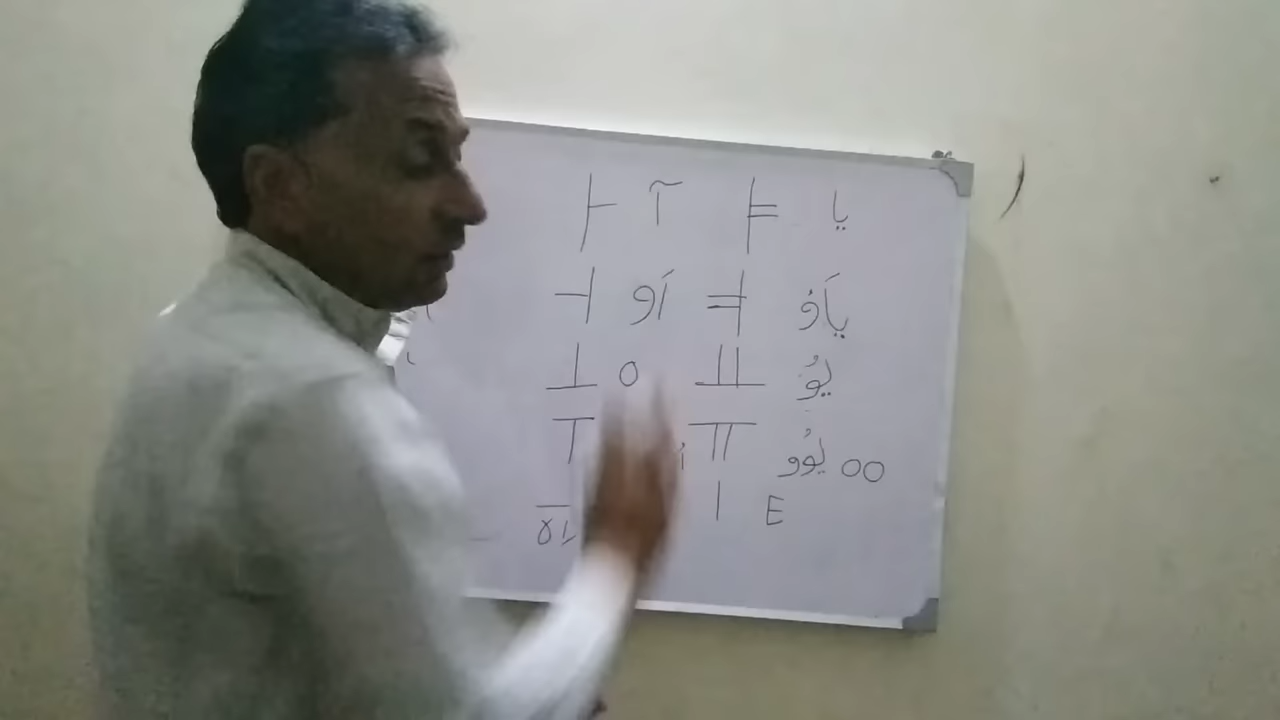 ㅏ آ ㅑ یا
ㅓ اَو ㅕ یاَو
ㅗ o ㅛ یوُ
ㅜ اُ ㅠ یوُو oo
ㅡ ㅣ E